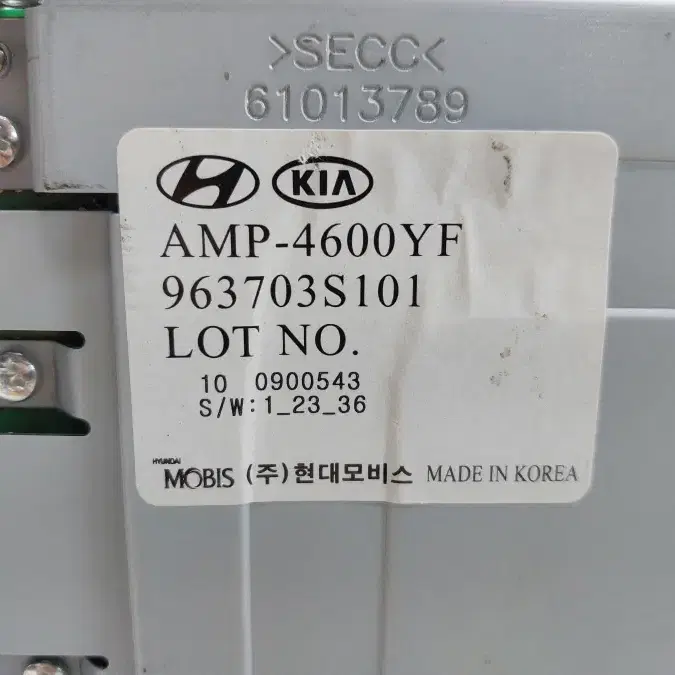 >SECC<
61013789
KIA
AMP-4600YF
963703S101
LOT NO.
10 0900543
S/W:1_23_36
HYUNDAI
MOBIS (주)현대모비스 MADE IN KOREA